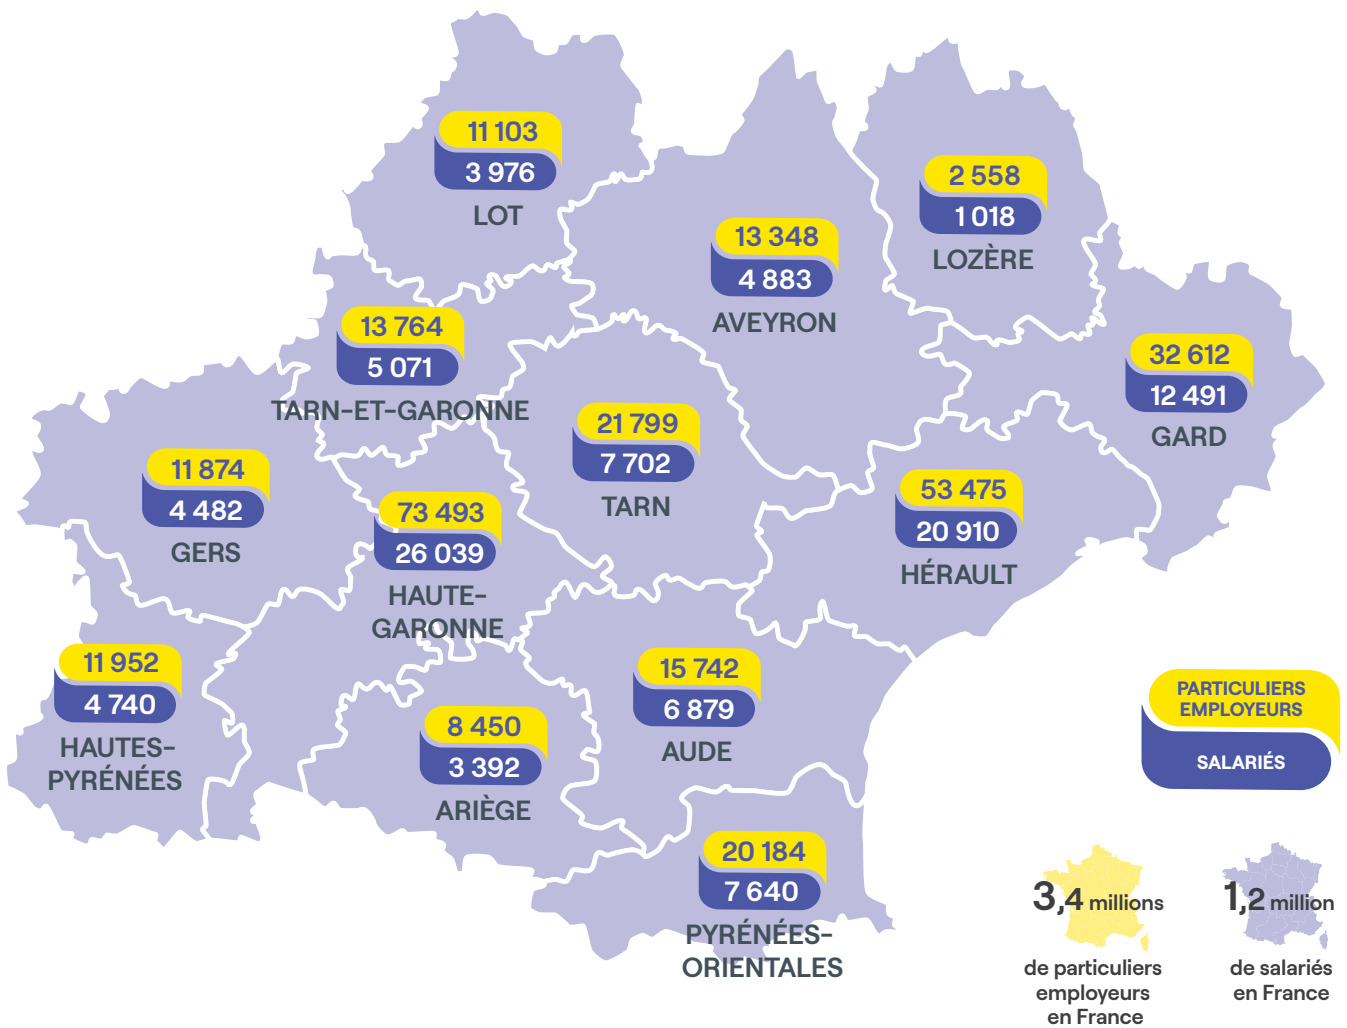 11 103
3 976
LOT
2 558
1 018
LOZÈRE
13 348
4 883
AVEYRON
13 764
5 071
TARN-ET-GARONNE
32 612
12 491
GARD
21 799
7 702
TARN
11 874
4 482
GERS
73 493
26 039
HAUTE-
GARONNE
53 475
20 910
HÉRAULT
11 952
4 740
HAUTES-
PYRÉNÉES
15 742
6 879
AUDE
8 450
3 392
ARIÈGE
20 184
7 640
PYRÉNÉES-
ORIENTALES
PARTICULIERS
EMPLOYEURS
SALARIÉS
3,4 millions
de particuliers
employeurs
en France
1,2 million
de salariés
en France